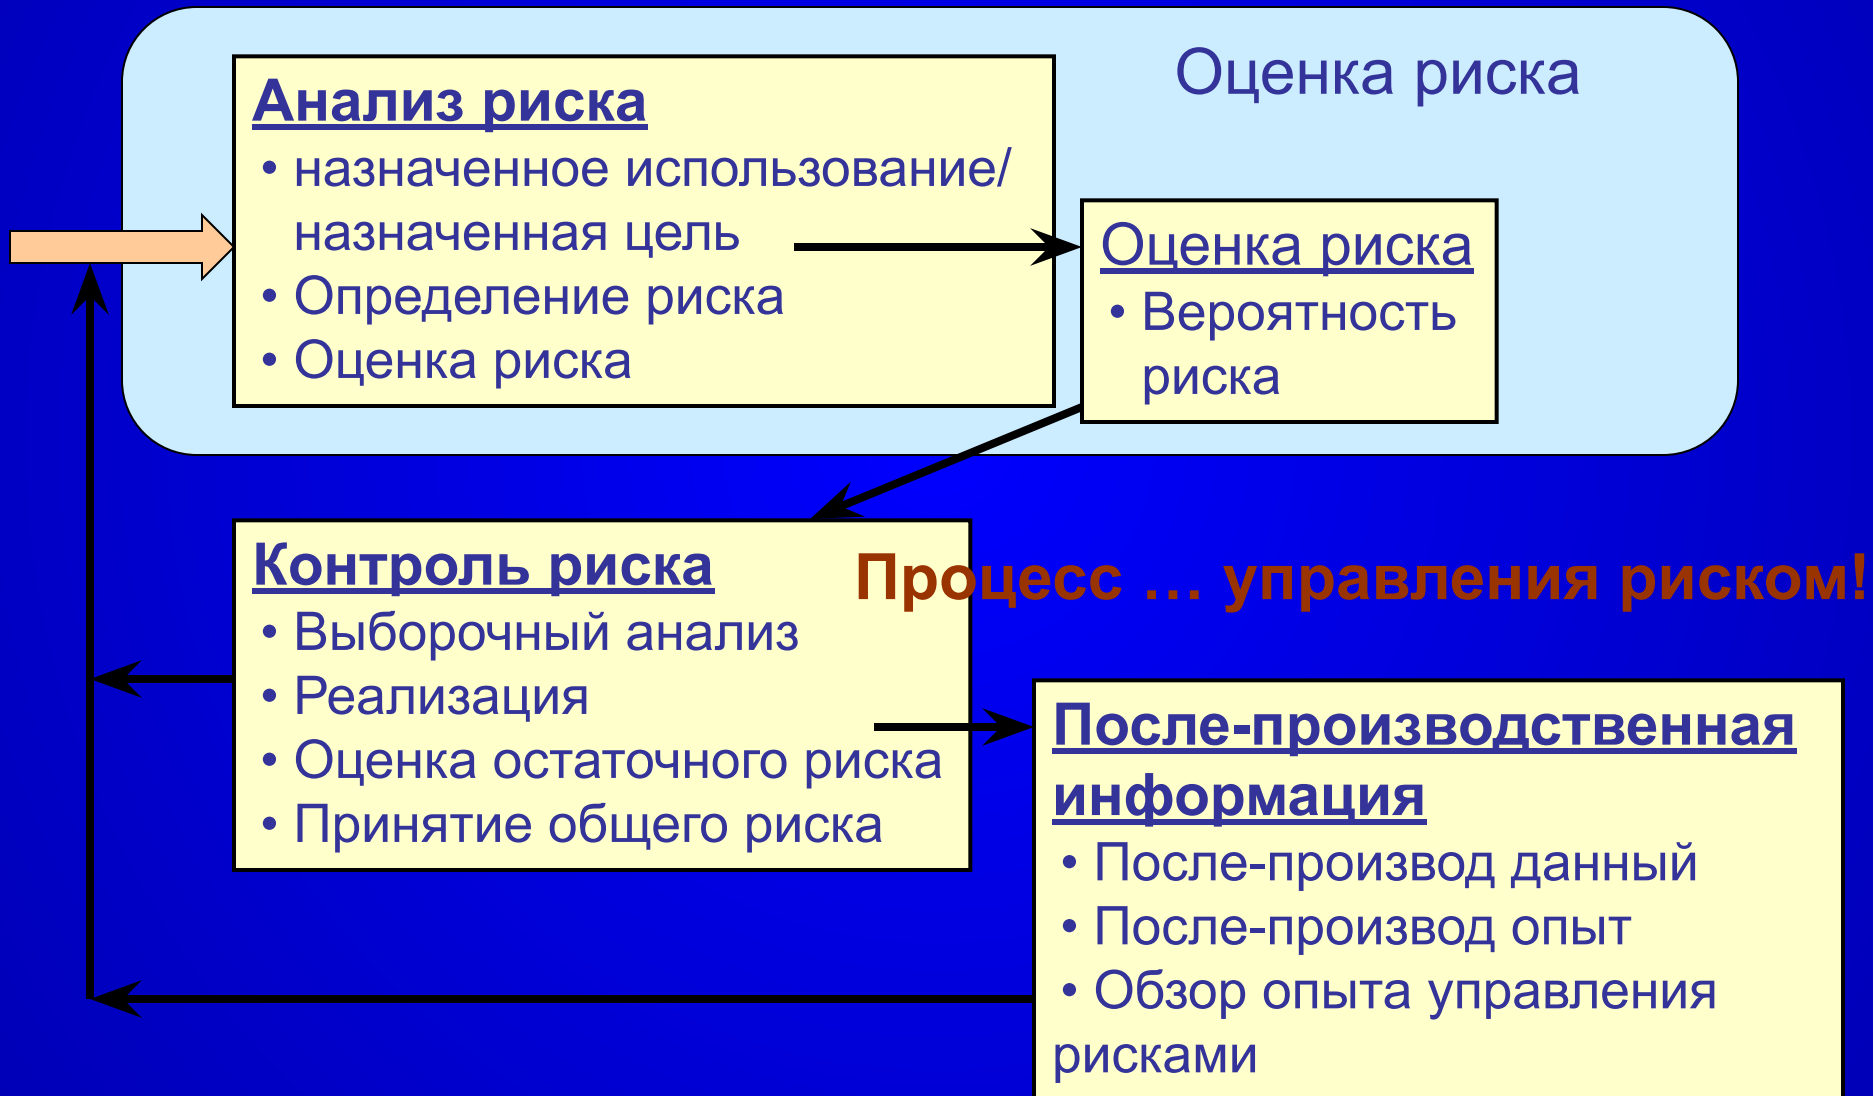 Оценка риска
Анализ риска
• назначенное использование/
назначенная цель
• Определение риска
• Оценка риска
Оценка риска
• Вероятность
риска
Контроль риска
• Выборочный анализ
• Реализация
• Оценка остаточного риска
• Принятие общего риска
Процесс ... управления риском!
После-производственная
информация
• После-производ данный
• После-производ опыт
• Обзор опыта управления
рисками